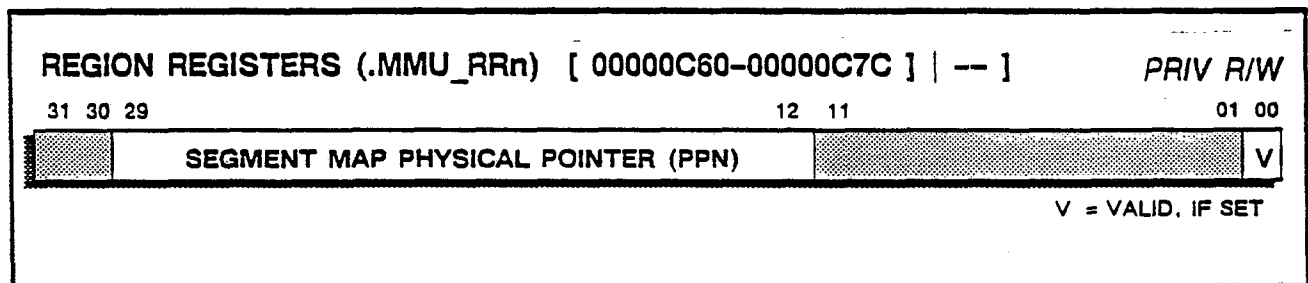 REGION REGISTERS (.MMU_RRn) [ 00000C60-00000C7C ] | -- ] PRIV R/W
31 30 29 12 11 01 00
SEGMENT MAP PHYSICAL POINTER (PPN) V
V = VALID, IF SET